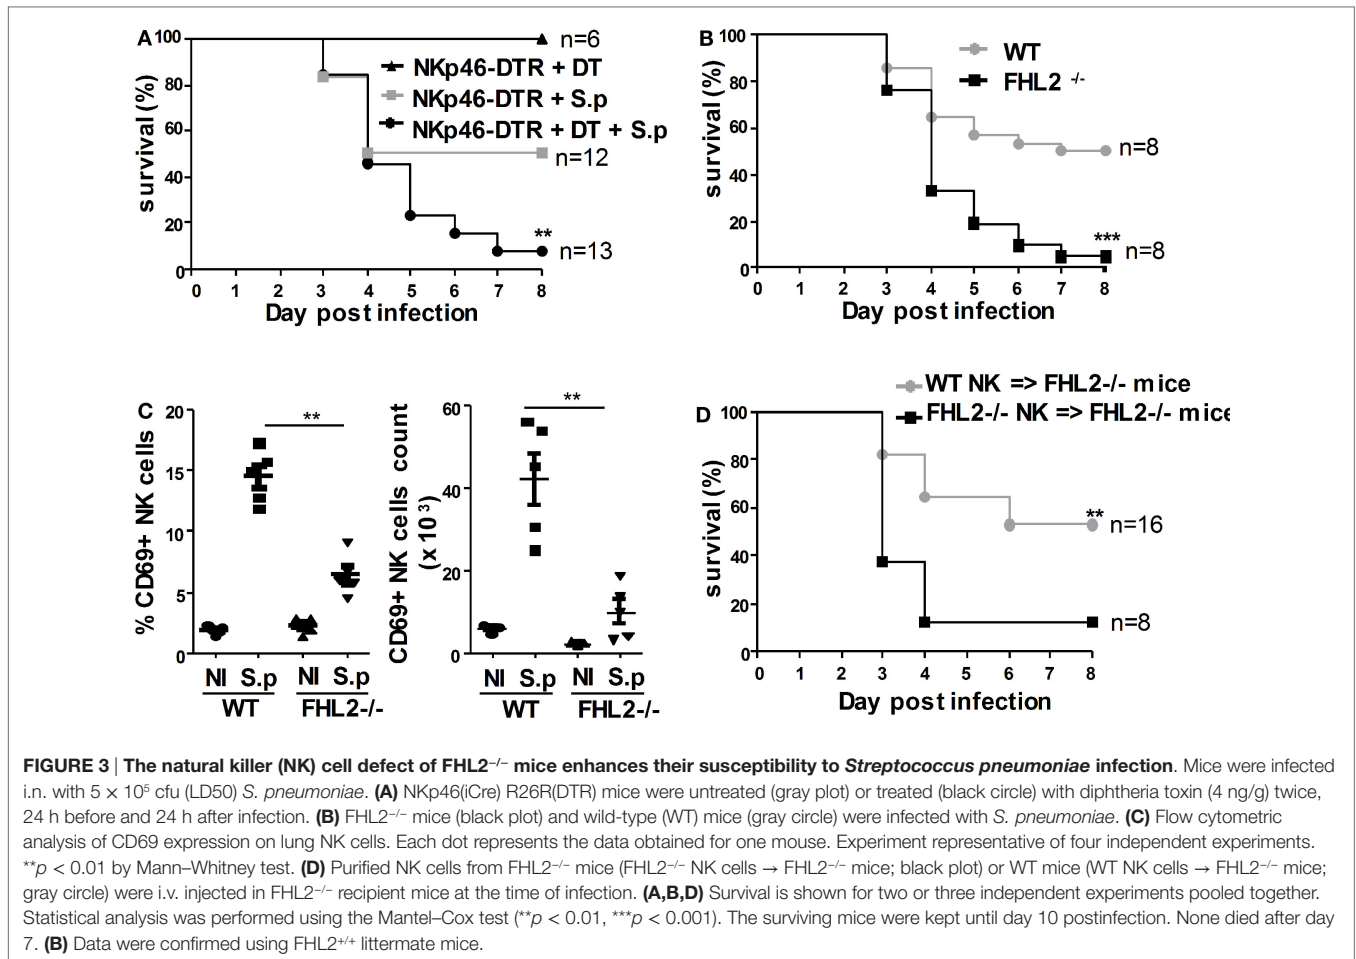 A
100
80
60
40
20
0
survival (%)
n=6
NKp46-DTR + DT
NKp46-DTR + S.p
NKp46-DTR + DT + S.p
n=12
**
n=13
0 1 2 3 4 5 6 7 8
Day post infection
B
100
80
60
40
20
0
survival (%)
WT
FHL2 -/-
n=8
***
n=8
0 1 2 3 4 5 6 7 8
Day post infection
C
20
15
10
5
0
% CD69+ NK cells
**
NI S.p NI S.p
WT FHL2-/-
60
40
20
0
CD69+ NK cells count
(x 10³)
**
NI S.p NI S.p
WT FHL2-/-
D
WT NK => FHL2-/- mice
FHL2-/- NK => FHL2-/- mice
100
80
60
40
20
0
survival (%)
**
n=16
n=8
0 1 2 3 4 5 6 7 8
Day post infection
FIGURE 3 | The natural killer (NK) cell defect of FHL2−/− mice enhances their susceptibility to Streptococcus pneumoniae infection. Mice were infected
i.n. with 5 × 10⁵ cfu (LD50) S. pneumoniae. (A) NKp46(iCre) R26R(DTR) mice were untreated (gray plot) or treated (black circle) with diphtheria toxin (4 ng/g) twice,
24 h before and 24 h after infection. (B) FHL2−/− mice (black plot) and wild-type (WT) mice (gray circle) were infected with S. pneumoniae. (C) Flow cytometric
analysis of CD69 expression on lung NK cells. Each dot represents the data obtained for one mouse. Experiment representative of four independent experiments.
**p < 0.01 by Mann–Whitney test. (D) Purified NK cells from FHL2−/− mice (FHL2−/− NK cells → FHL2−/− mice; black plot) or WT mice (WT NK cells → FHL2−/− mice;
gray circle) were i.v. injected in FHL2−/− recipient mice at the time of infection. (A,B,D) Survival is shown for two or three independent experiments pooled together.
Statistical analysis was performed using the Mantel–Cox test (**p < 0.01, ***p < 0.001). The surviving mice were kept until day 10 postinfection. None died after day
7. (B) Data were confirmed using FHL2+/+ littermate mice.